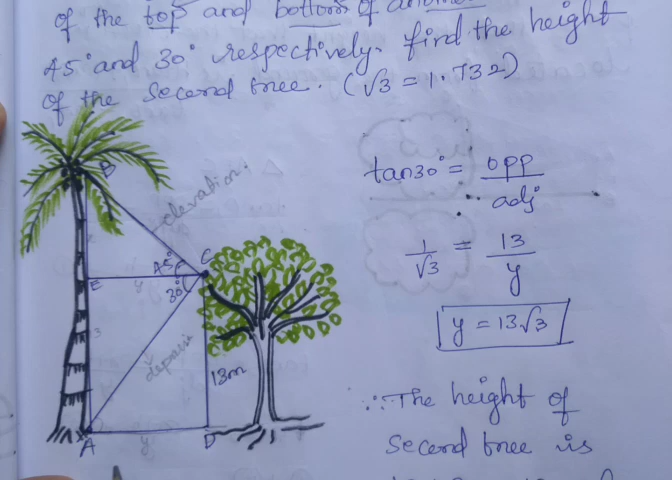 of the top and bottom of another
45° and 30° respectively. find the height
of the second tree. (√3 = 1.732)
B
elevation.
tan30° = opp
adj
45° C
E y
30°
1/√3 = 13/y
y = 13√3
13m
∴ The height of
second tree is
A y D